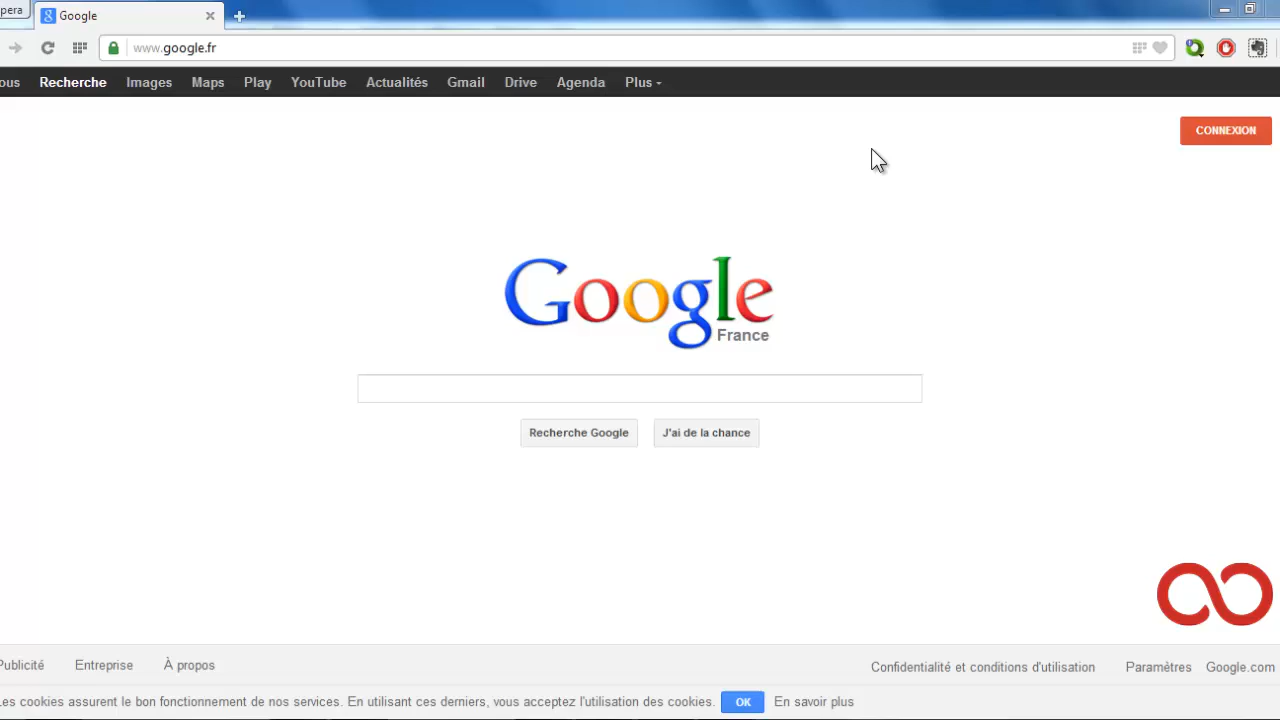 pera
Google
www.google.fr
ous Recherche Images Maps Play YouTube Actualités Gmail Drive Agenda Plus
CONNEXION
Google
France
Recherche Google J'ai de la chance
Publicité Entreprise À propos Confidentialité et conditions d'utilisation Paramètres Google.com
Les cookies assurent le bon fonctionnement de nos services. En utilisant ces derniers, vous acceptez l'utilisation des cookies. OK En savoir plus